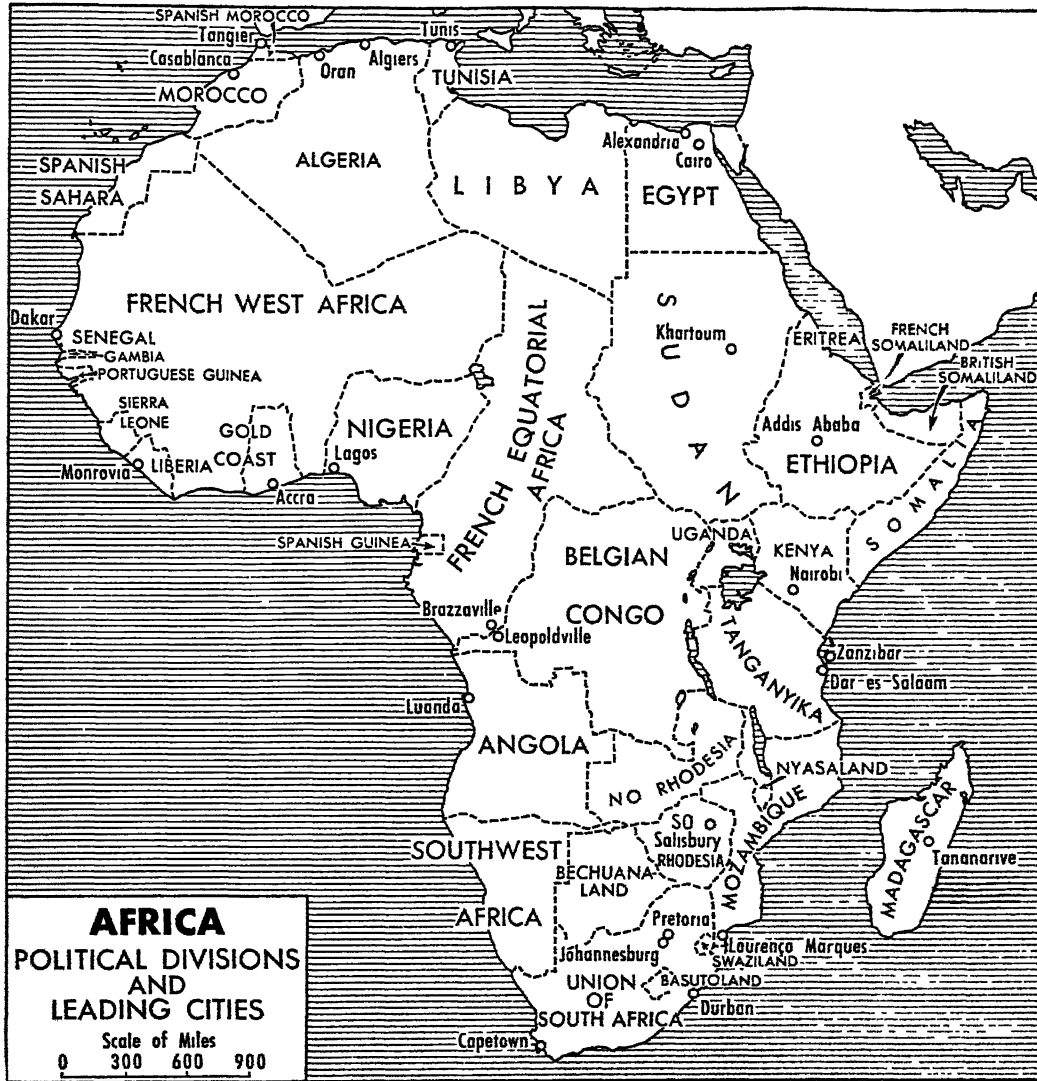 SPANISH MOROCCO
Tangier
Tunis
Casablanca
Oran
Algiers
TUNISIA
MOROCCO
Alexandria
Cairo
SPANISH
SAHARA
ALGERIA
LIBYA
EGYPT
FRENCH WEST AFRICA
Dakar
SENEGAL
GAMBIA
PORTUGUESE GUINEA
SIERRA
LEONE
Monrovia
LIBERIA
GOLD
COAST
Accra
NIGERIA
Lagos
FRENCH EQUATORIAL
AFRICA
SUDAN
Khartoum
ERITREA
FRENCH
SOMALILAND
BRITISH
SOMALILAND
Addis Ababa
ETHIOPIA
SOMALIA
SPANISH GUINEA
UGANDA
KENYA
Nairobi
BELGIAN
CONGO
Brazzaville
Leopoldville
TANGANYIKA
Zanzibar
Dar es Salaam
Luanda
ANGOLA
NO RHODESIA
NYASALAND
MOZAMBIQUE
SO
Salisbury
RHODESIA
SOUTHWEST
AFRICA
BECHUANA-
LAND
MADAGASCAR
Tananarive
Pretoria
Johannesburg
Lourenço Marques
SWAZILAND
BASUTOLAND
UNION
OF
SOUTH AFRICA
Durban
Capetown
AFRICA
POLITICAL DIVISIONS
AND
LEADING CITIES
Scale of Miles
0 300 600 900